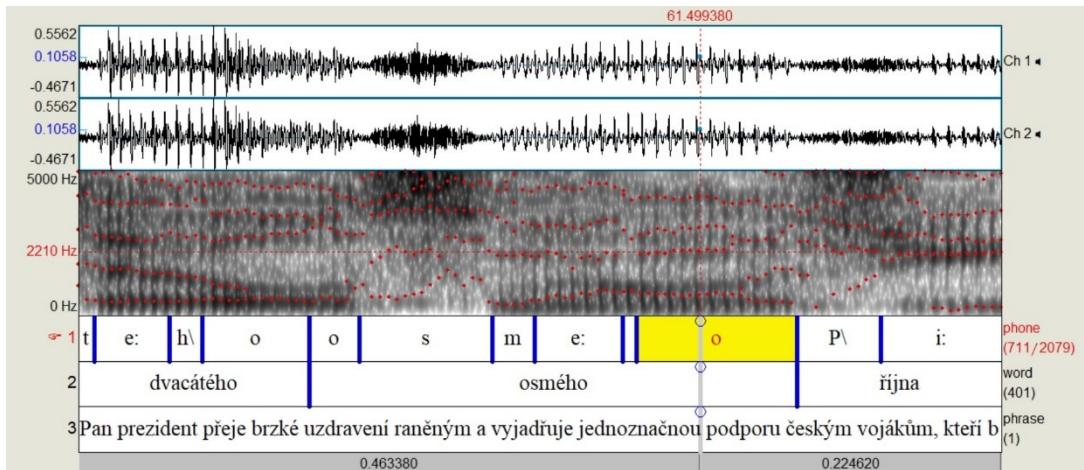 61.499380
0.5562
0.1058
-0.4671
Ch 1
0.5562
0.1058
-0.4671
Ch 2
5000 Hz
2210 Hz
0 Hz
1 t e: h\ o o s m e: o P\ i: phone (711/2079)
2 dvacátého osmého října word (401)
3 Pan prezident přeje brzké uzdravení raněným a vyjadřuje jednoznačnou podporu českým vojákům, kteří b phrase (1)
0.463380 0.224620